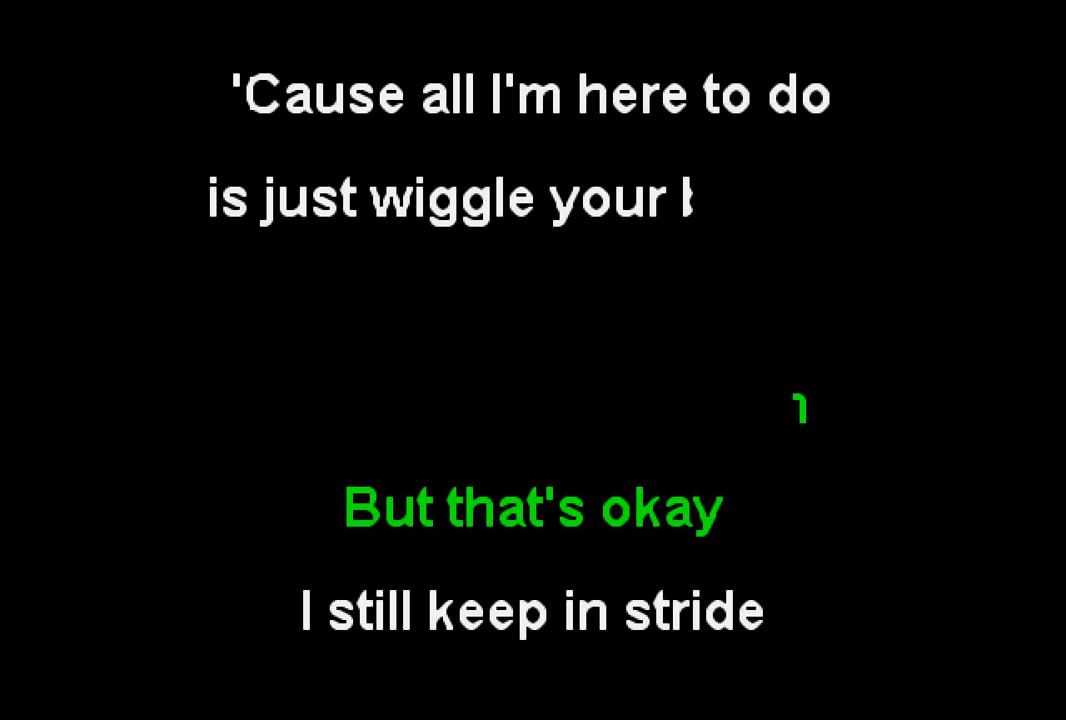 'Cause all I'm here to do
is just wiggle your
But that's okay
I still keep in stride